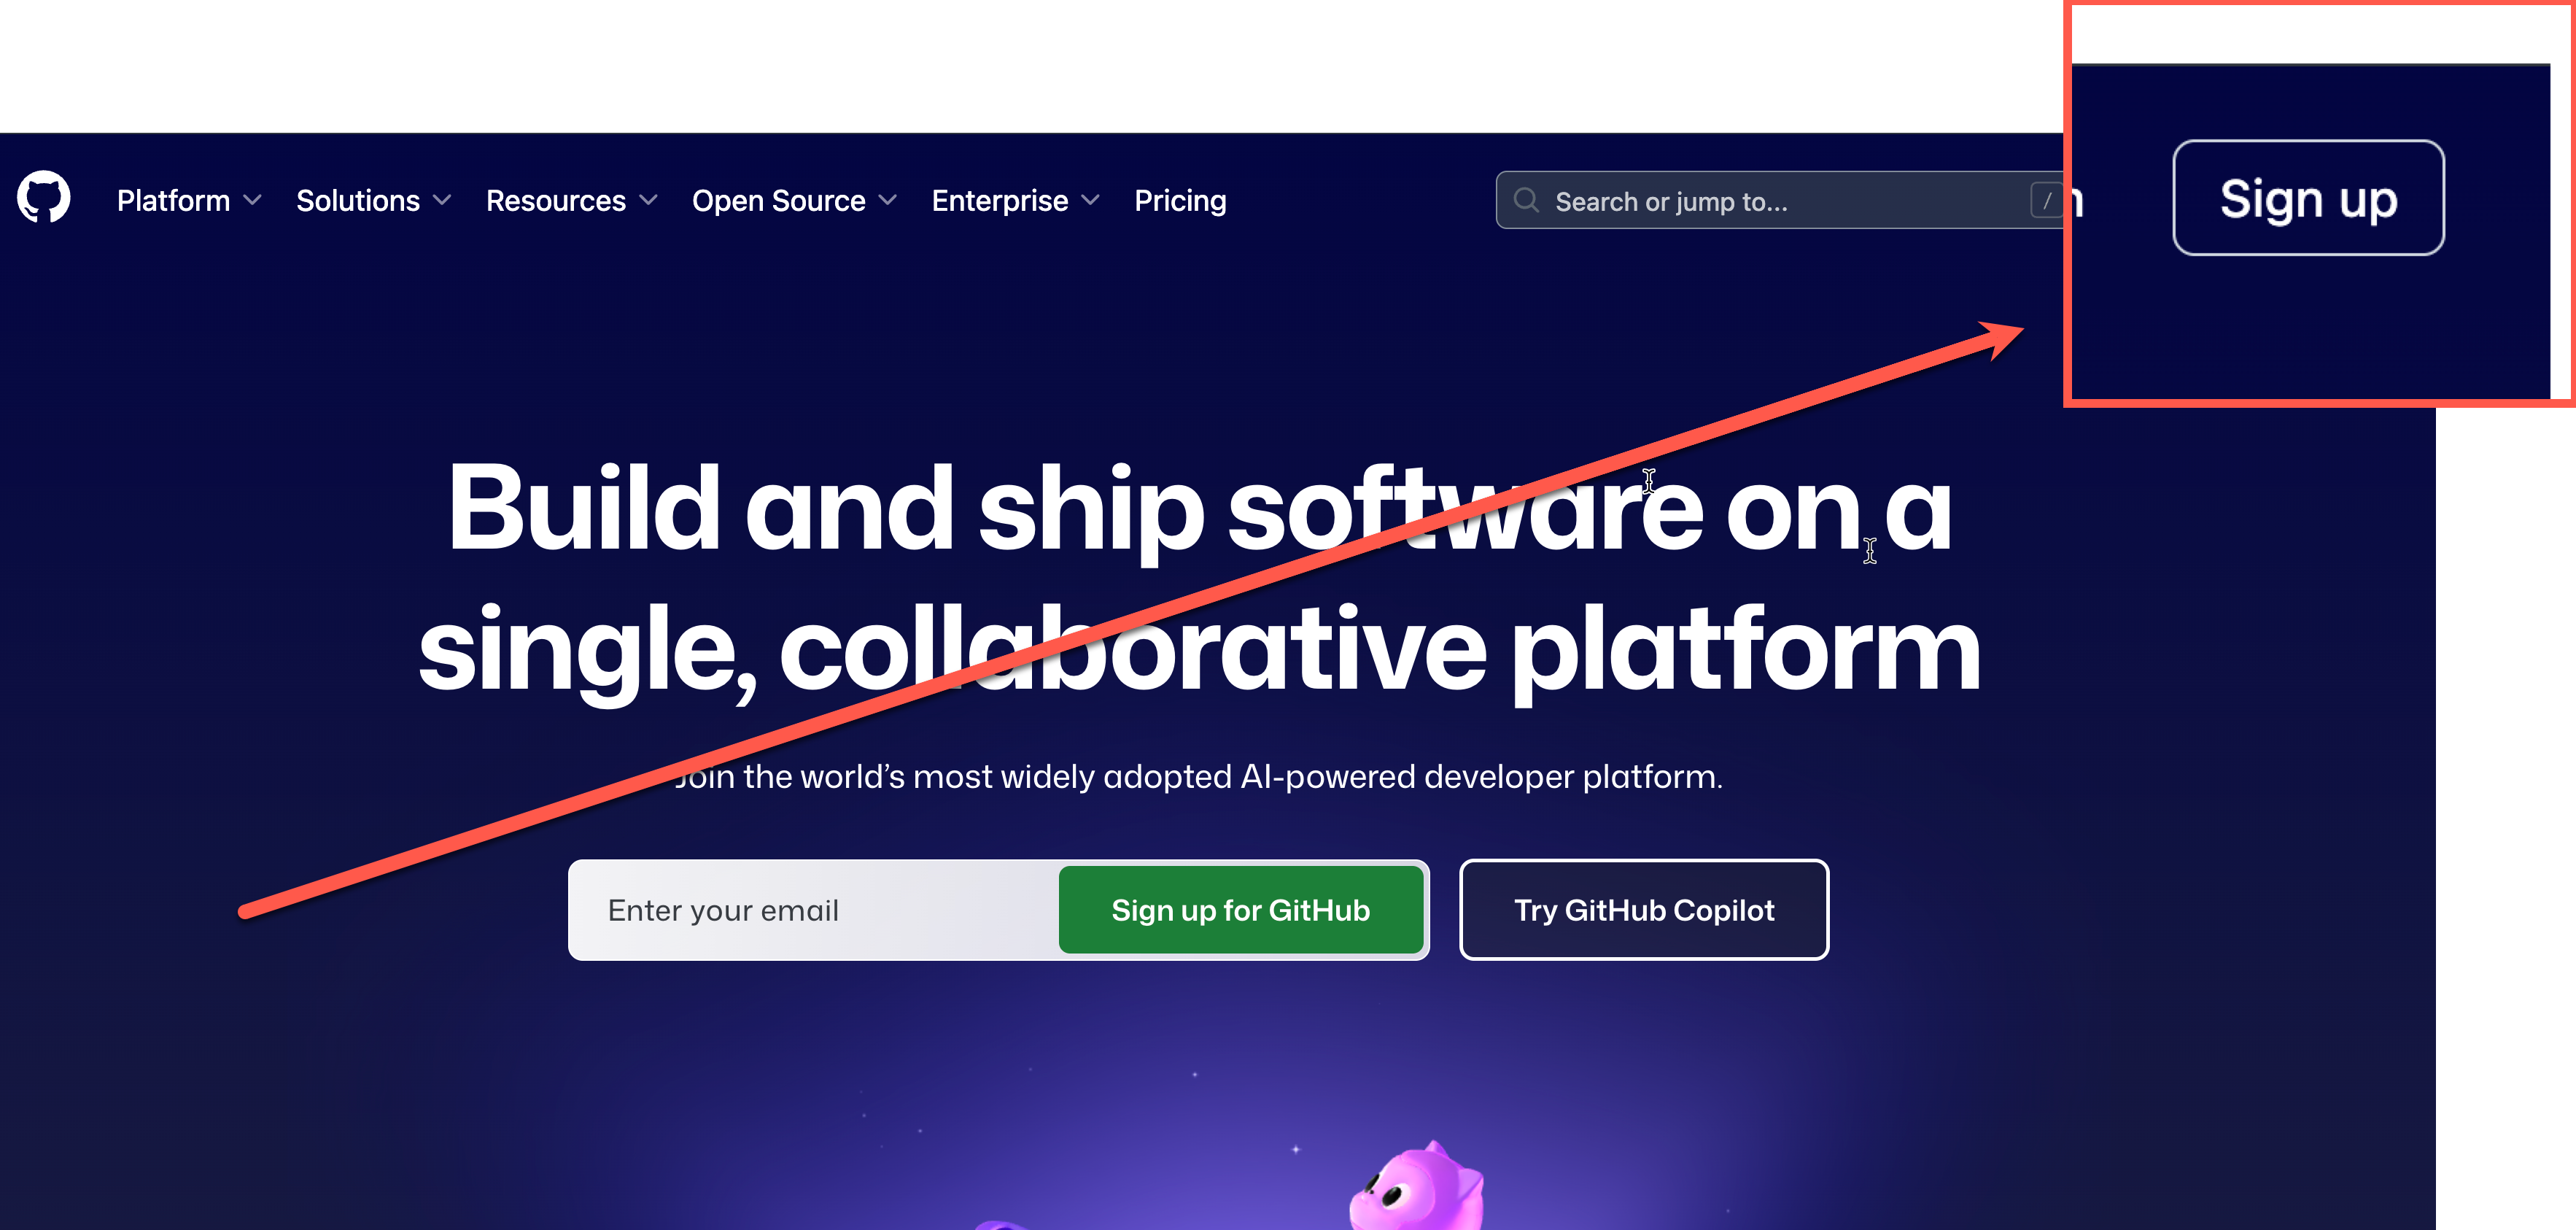 Platform
Solutions
Resources
Open Source
Enterprise
Pricing
Search or jump to...
/
n
Sign up
Build and ship software on a
single, collaborative platform
Join the world’s most widely adopted AI-powered developer platform.
Enter your email
Sign up for GitHub
Try GitHub Copilot